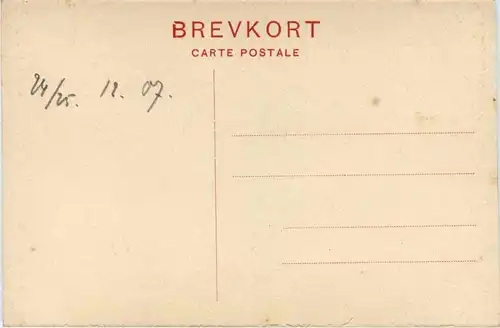 BREVKORT
CARTE POSTALE
24/25. 12. 07.